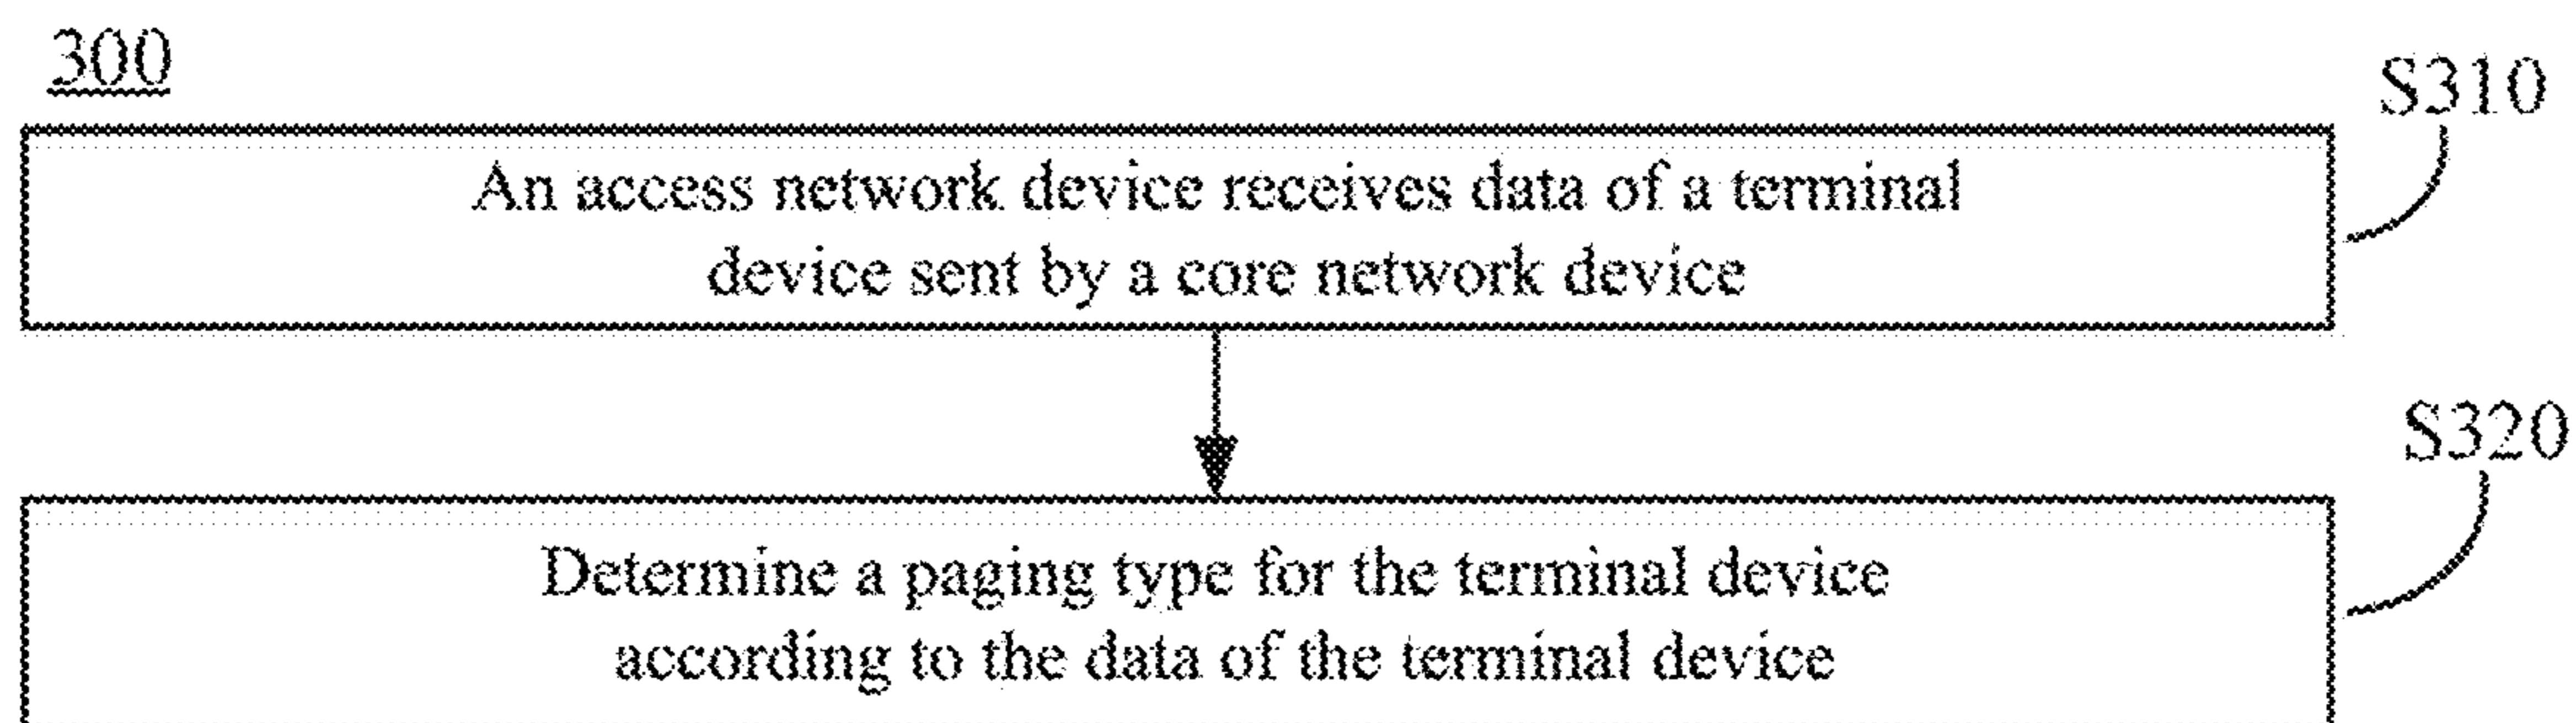 300
S310
An access network device receives data of a terminal
device sent by a core network device
S320
Determine a paging type for the terminal device
according to the data of the terminal device